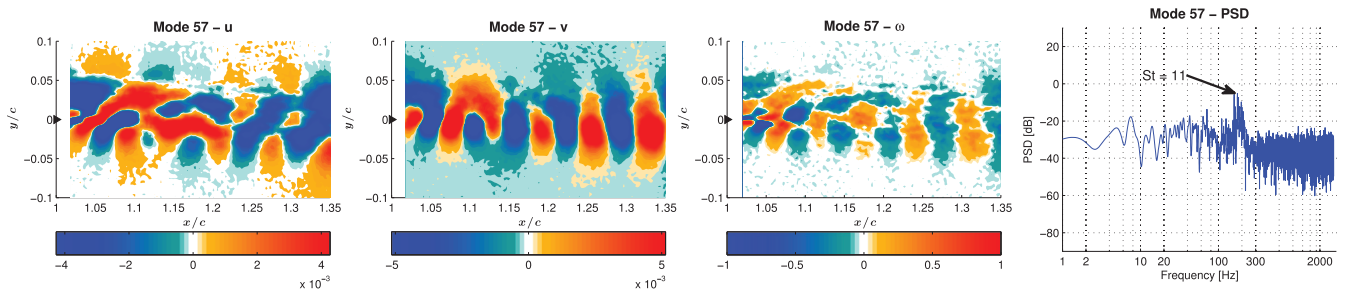 Mode 57 − u
0.1
0.05
0
−0.05
−0.1
y/c
1 1.05 1.1 1.15 1.2 1.25 1.3 1.35
x/c
−4 −2 0 2 4
x 10⁻³
Mode 57 − v
0.1
0.05
0
−0.05
−0.1
y/c
1 1.05 1.1 1.15 1.2 1.25 1.3 1.35
x/c
−5 0 5
x 10⁻³
Mode 57 − ω
0.1
0.05
0
−0.05
−0.1
y/c
1 1.05 1.1 1.15 1.2 1.25 1.3 1.35
x/c
−1 −0.5 0 0.5 1
Mode 57 − PSD
20
0
−20
−40
−60
−80
PSD [dB]
St = 11
1 2 10 20 100 300 2000
Frequency [Hz]